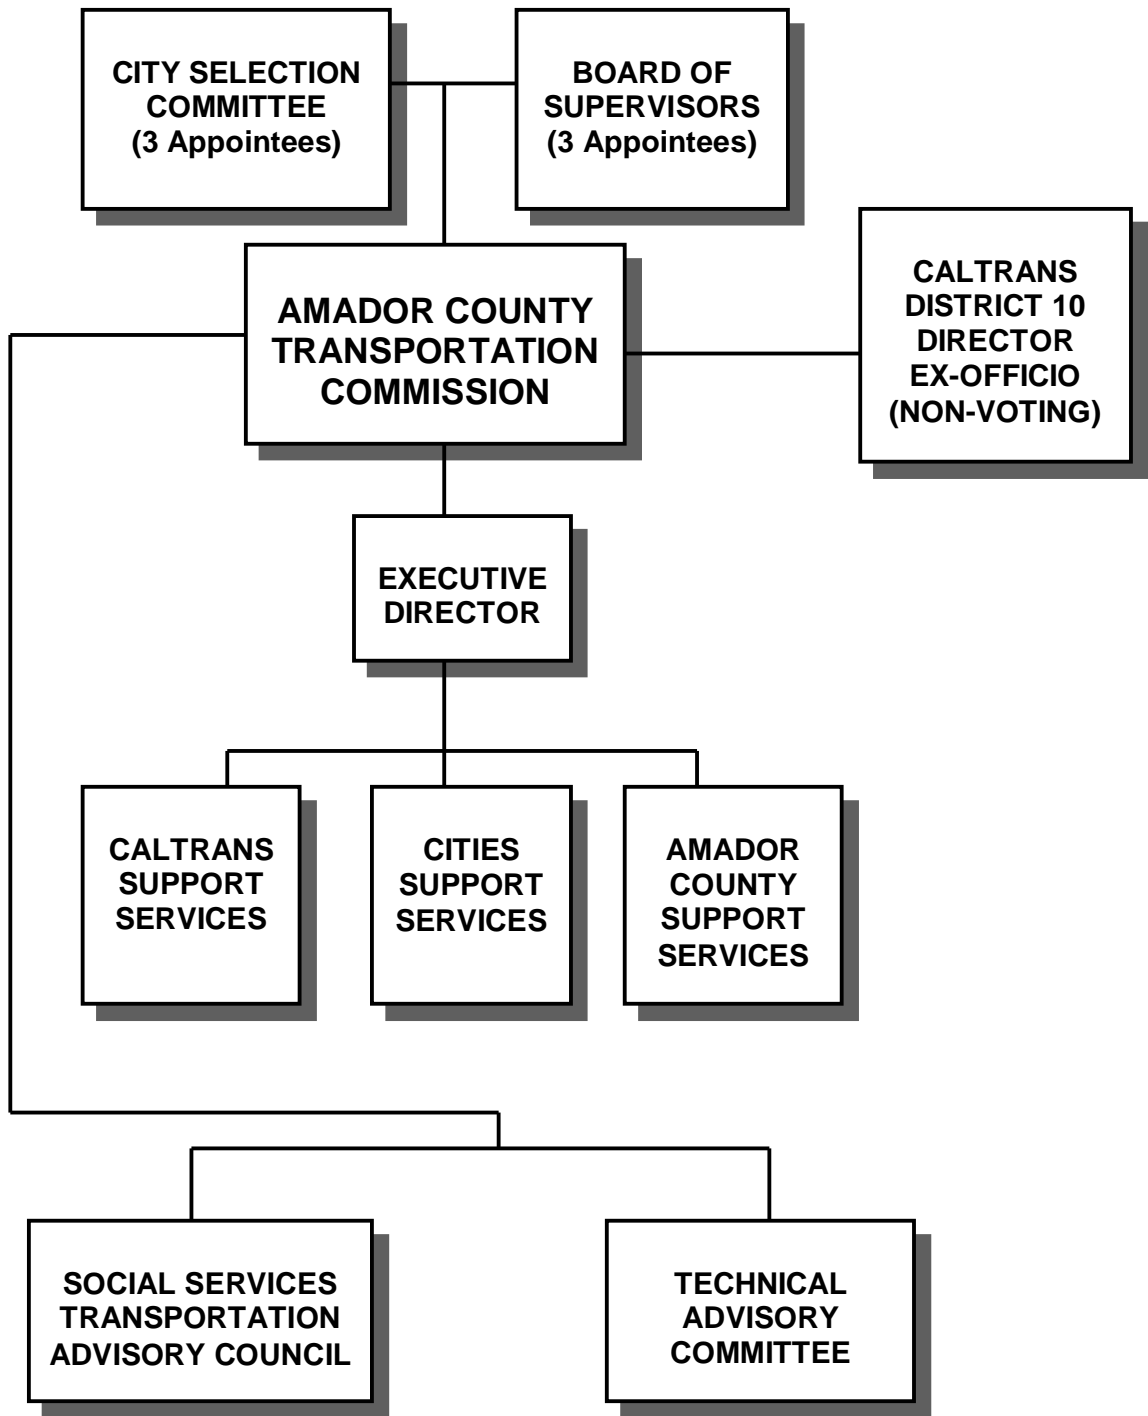 CITY SELECTION
COMMITTEE
(3 Appointees)
BOARD OF
SUPERVISORS
(3 Appointees)
AMADOR COUNTY
TRANSPORTATION
COMMISSION
CALTRANS
DISTRICT 10
DIRECTOR
EX-OFFICIO
(NON-VOTING)
EXECUTIVE
DIRECTOR
CALTRANS
SUPPORT
SERVICES
CITIES
SUPPORT
SERVICES
AMADOR
COUNTY
SUPPORT
SERVICES
SOCIAL SERVICES
TRANSPORTATION
ADVISORY COUNCIL
TECHNICAL
ADVISORY
COMMITTEE